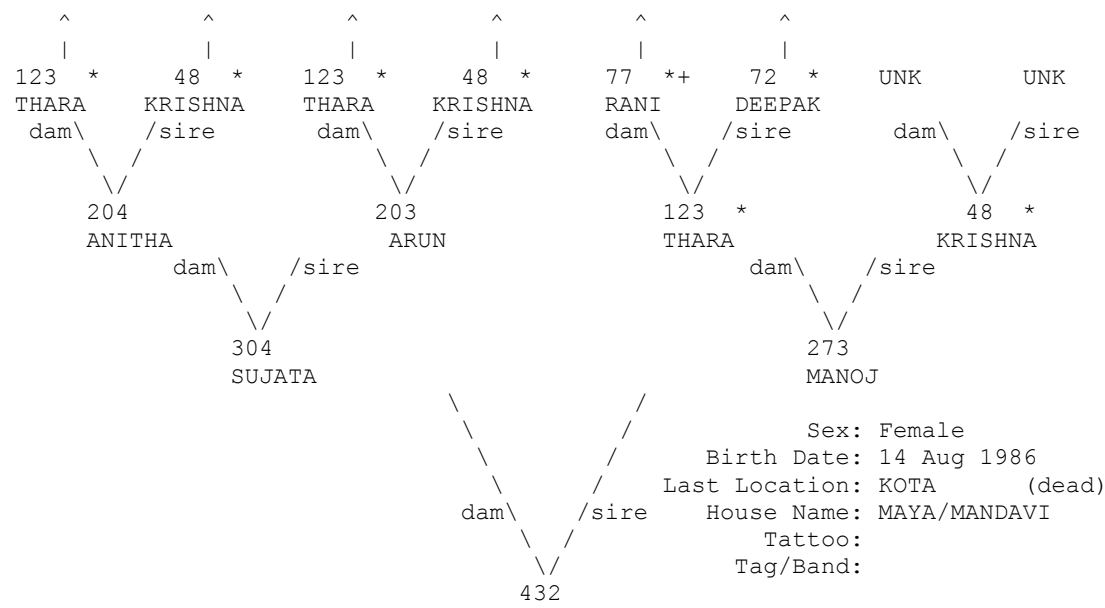 ^ ^ ^ ^ ^ ^
| | | | | |
123 * 48 * 123 * 48 * 77 *+ 72 * UNK UNK
THARA KRISHNA THARA KRISHNA RANI DEEPAK
dam\ /sire dam\ /sire dam\ /sire dam\ /sire
\ / \ / \ / \ /
\/ \/ \/ \/
204 203 123 * 48 *
ANITHA ARUN THARA KRISHNA
dam\ /sire dam\ /sire
\ / \ /
\/ \/
304 273
SUJATA MANOJ
\ /
\ / Sex: Female
\ / Birth Date: 14 Aug 1986
\ / Last Location: KOTA (dead)
dam\ /sire House Name: MAYA/MANDAVI
\ / Tattoo:
\/ Tag/Band:
432